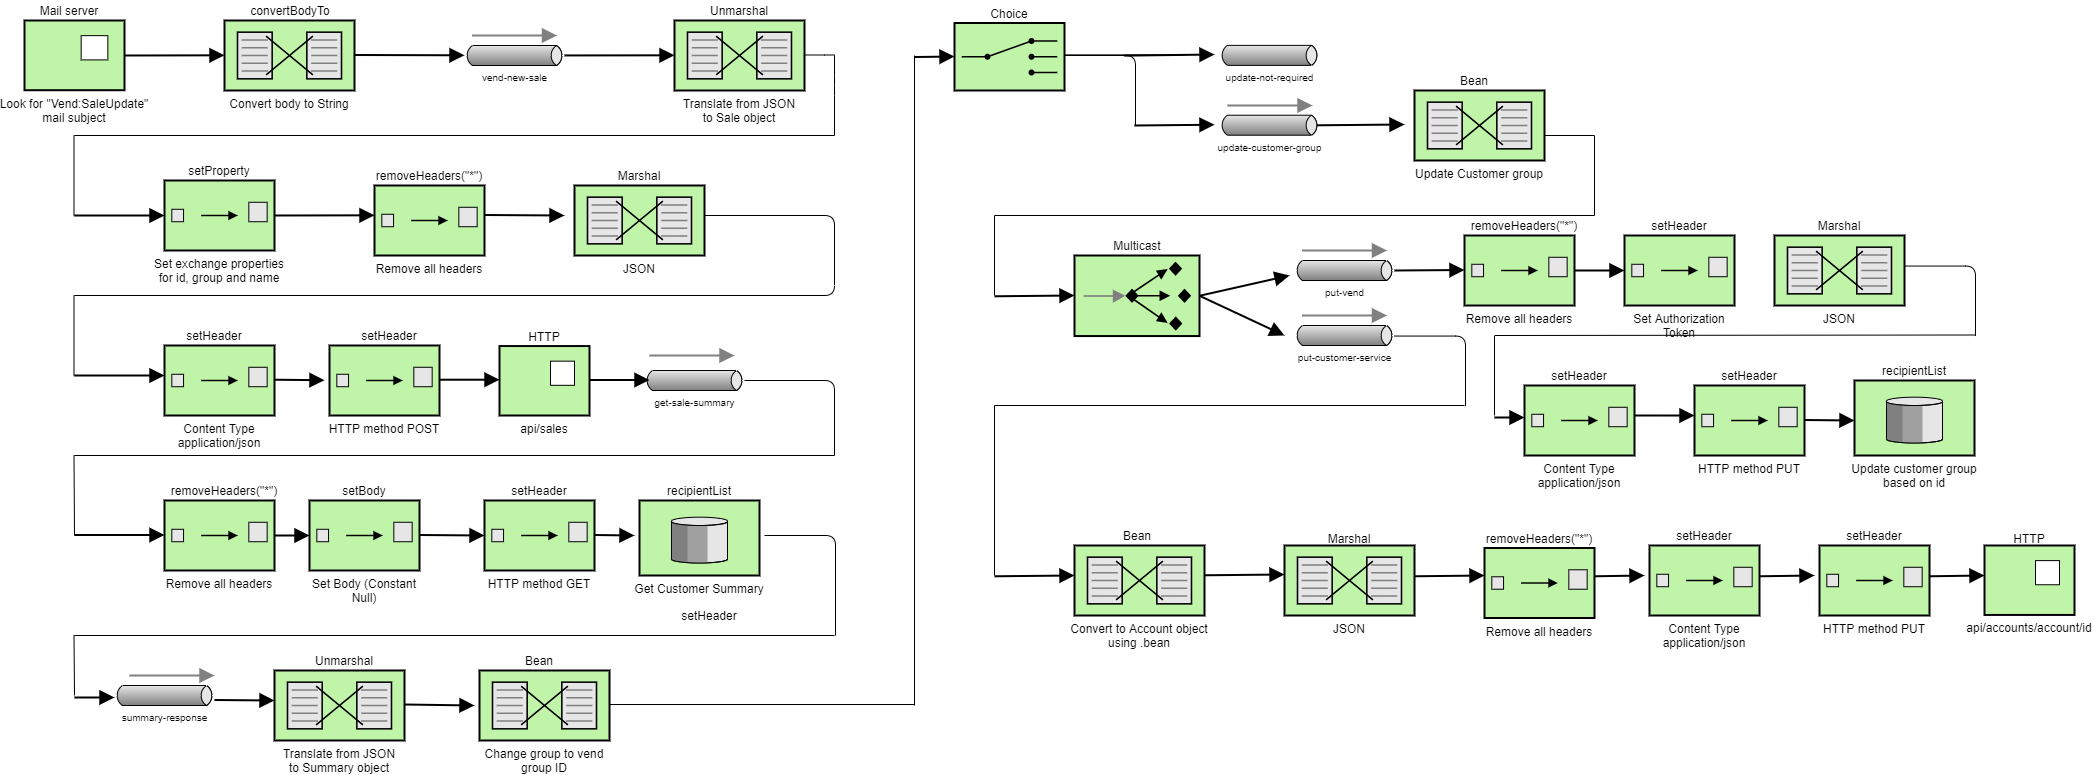 Mail server
Look for "Vend:SaleUpdate"
mail subject
convertBodyTo
Convert body to String
vend-new-sale
Unmarshal
Translate from JSON
to Sale object
setProperty
Set exchange properties
for id, group and name
removeHeaders("*")
Remove all headers
Marshal
JSON
setHeader
Content Type
application/json
setHeader
HTTP method POST
HTTP
api/sales
get-sale-summary
removeHeaders("*")
Remove all headers
setBody
Set Body (Constant
Null)
setHeader
HTTP method GET
recipientList
Get Customer Summary
setHeader
summary-response
Unmarshal
Translate from JSON
to Summary object
Bean
Change group to vend
group ID
Choice
update-not-required
update-customer-group
Bean
Update Customer group
Multicast
put-vend
put-customer-service
removeHeaders("*")
Remove all headers
setHeader
Set Authorization
Token
Marshal
JSON
setHeader
Content Type
application/json
setHeader
HTTP method PUT
recipientList
Update customer group
based on id
Bean
Convert to Account object
using .bean
Marshal
JSON
removeHeaders("*")
Remove all headers
setHeader
Content Type
application/json
setHeader
HTTP method PUT
HTTP
api/accounts/account/id